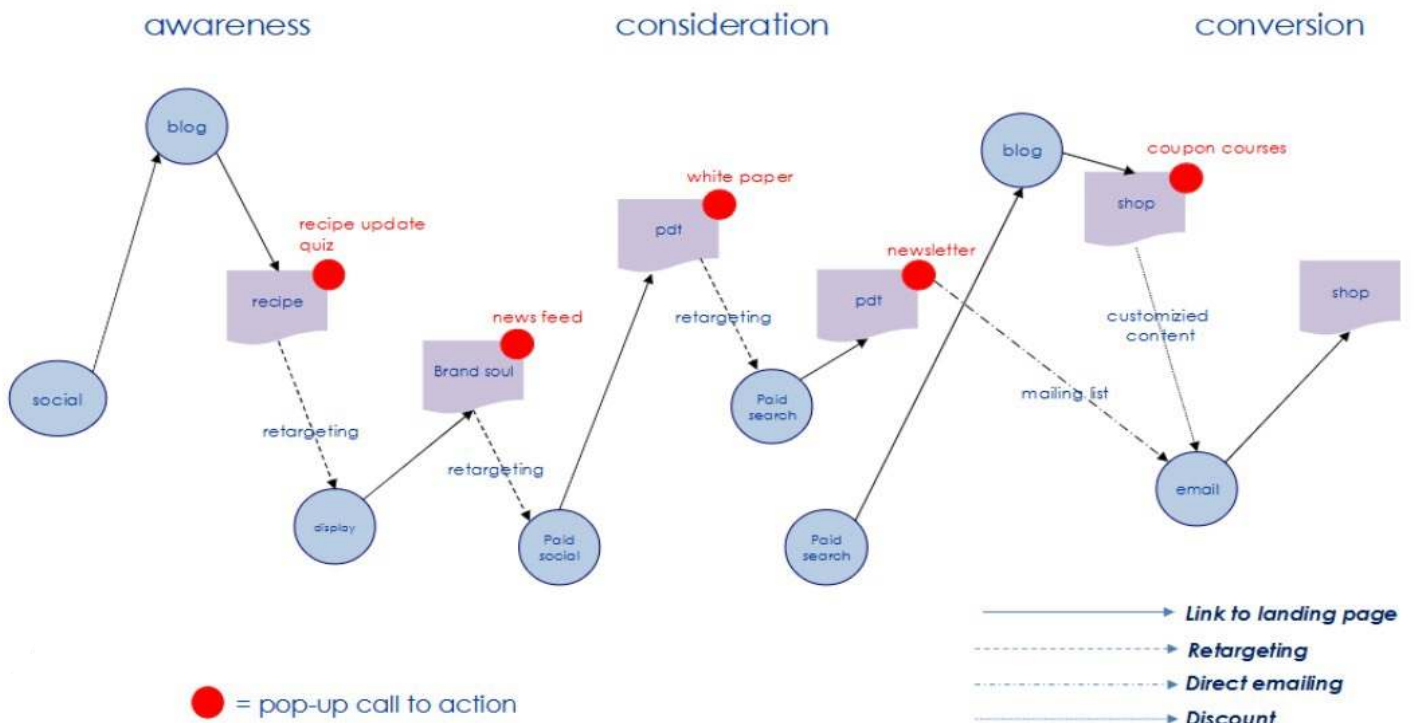 awareness
consideration
conversion
blog
recipe update
quiz
recipe
social
retargeting
display
news feed
Brand soul
retargeting
Paid
social
white paper
pdt
retargeting
Paid
search
newsletter
pdt
mailing list
Paid
search
blog
coupon courses
shop
customizied
content
email
shop
= pop-up call to action
Link to landing page
Retargeting
Direct emailing
Discount